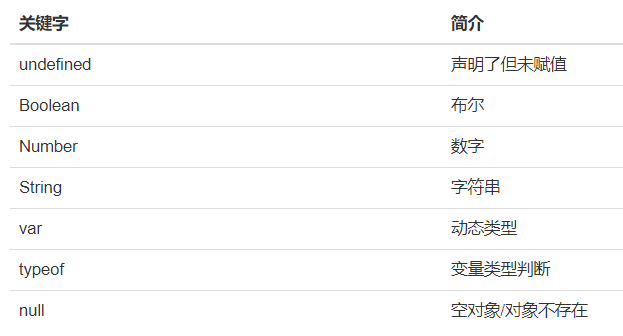 关键字 简介
undefined 声明了但未赋值
Boolean 布尔
Number 数字
String 字符串
var 动态类型
typeof 变量类型判断
null 空对象/对象不存在